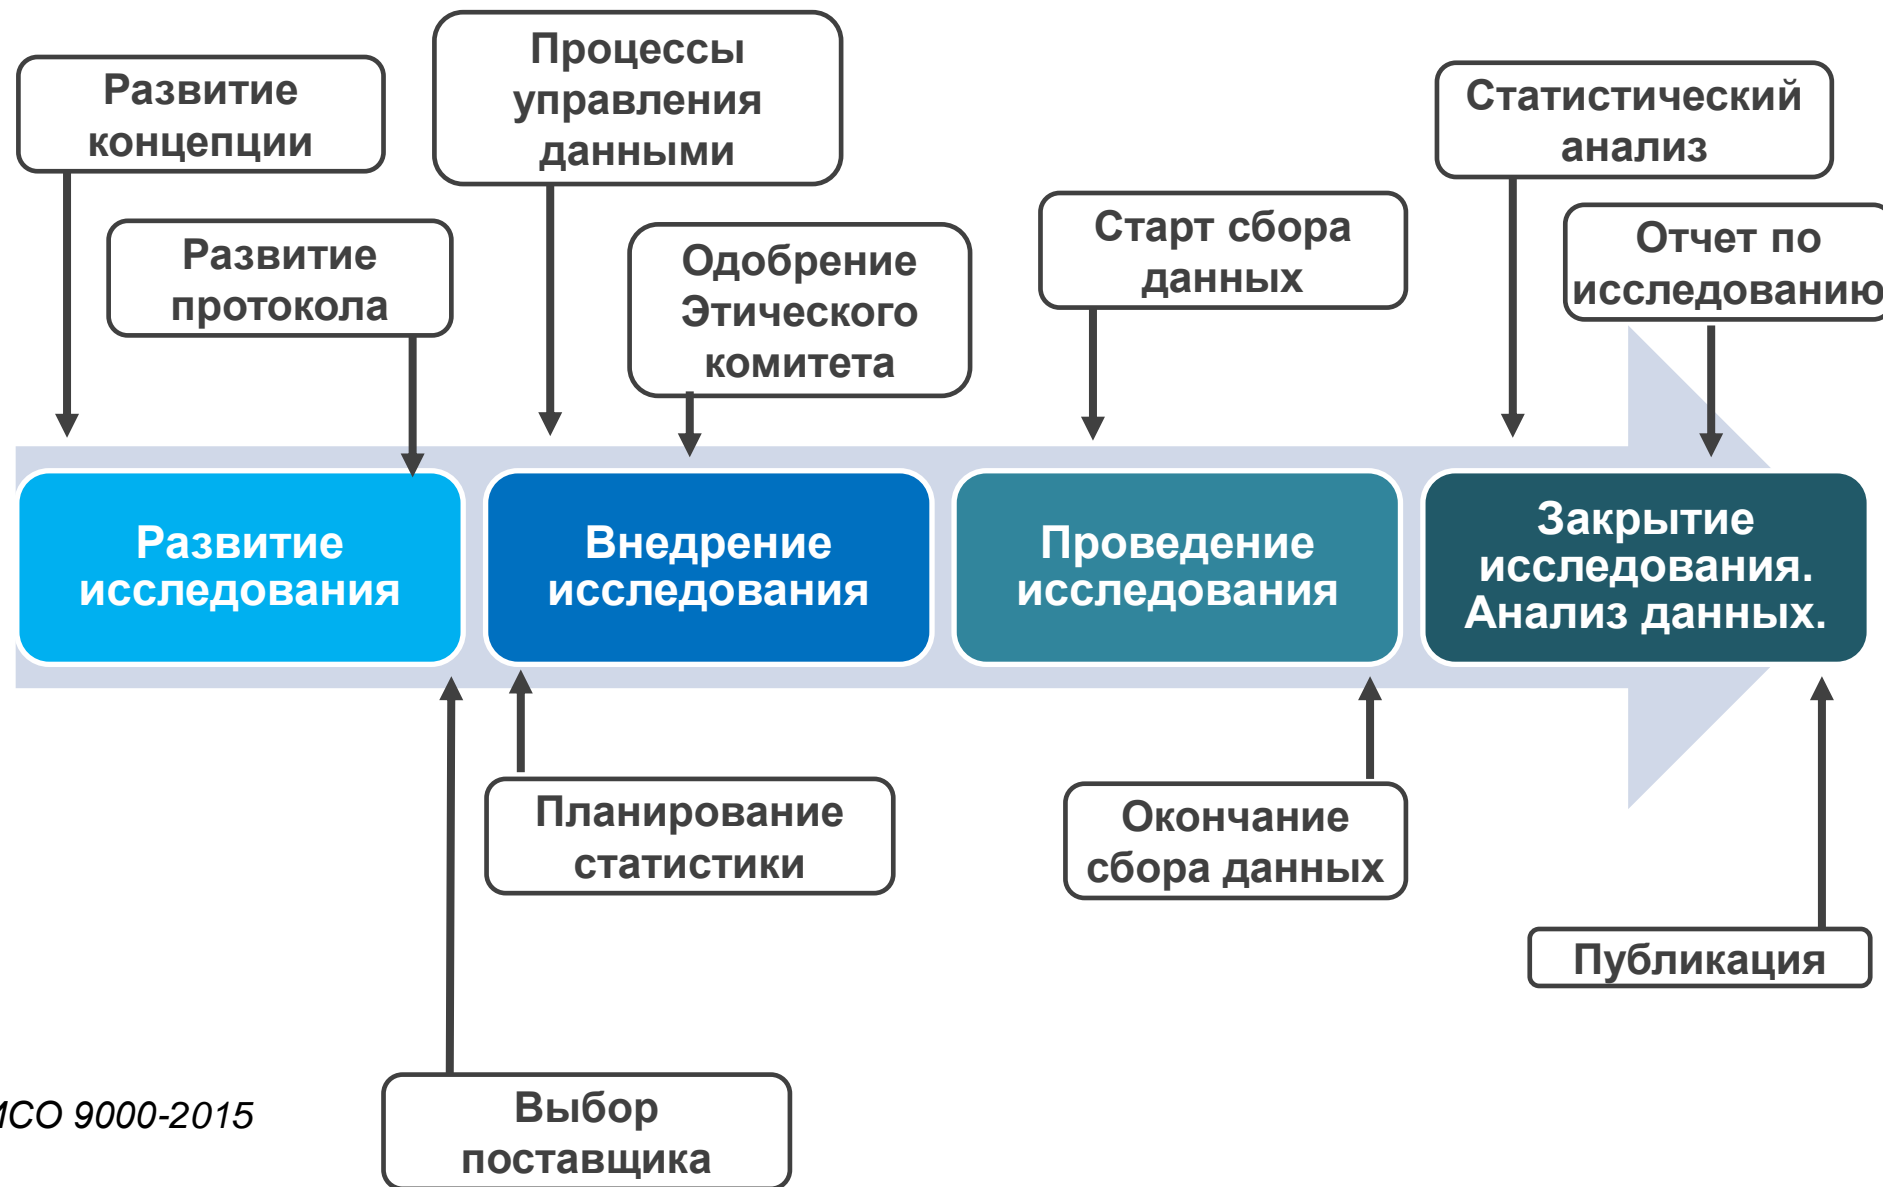 Процессы
управления
данными
Развитие
концепции
Статистический
анализ
Развитие
протокола
Одобрение
Этического
комитета
Старт сбора
данных
Отчет по
исследованию
Развитие
исследования
Внедрение
исследования
Проведение
исследования
Закрытие
исследования.
Анализ данных.
Планирование
статистики
Окончание
сбора данных
Публикация
Выбор
поставщика
9000-2015